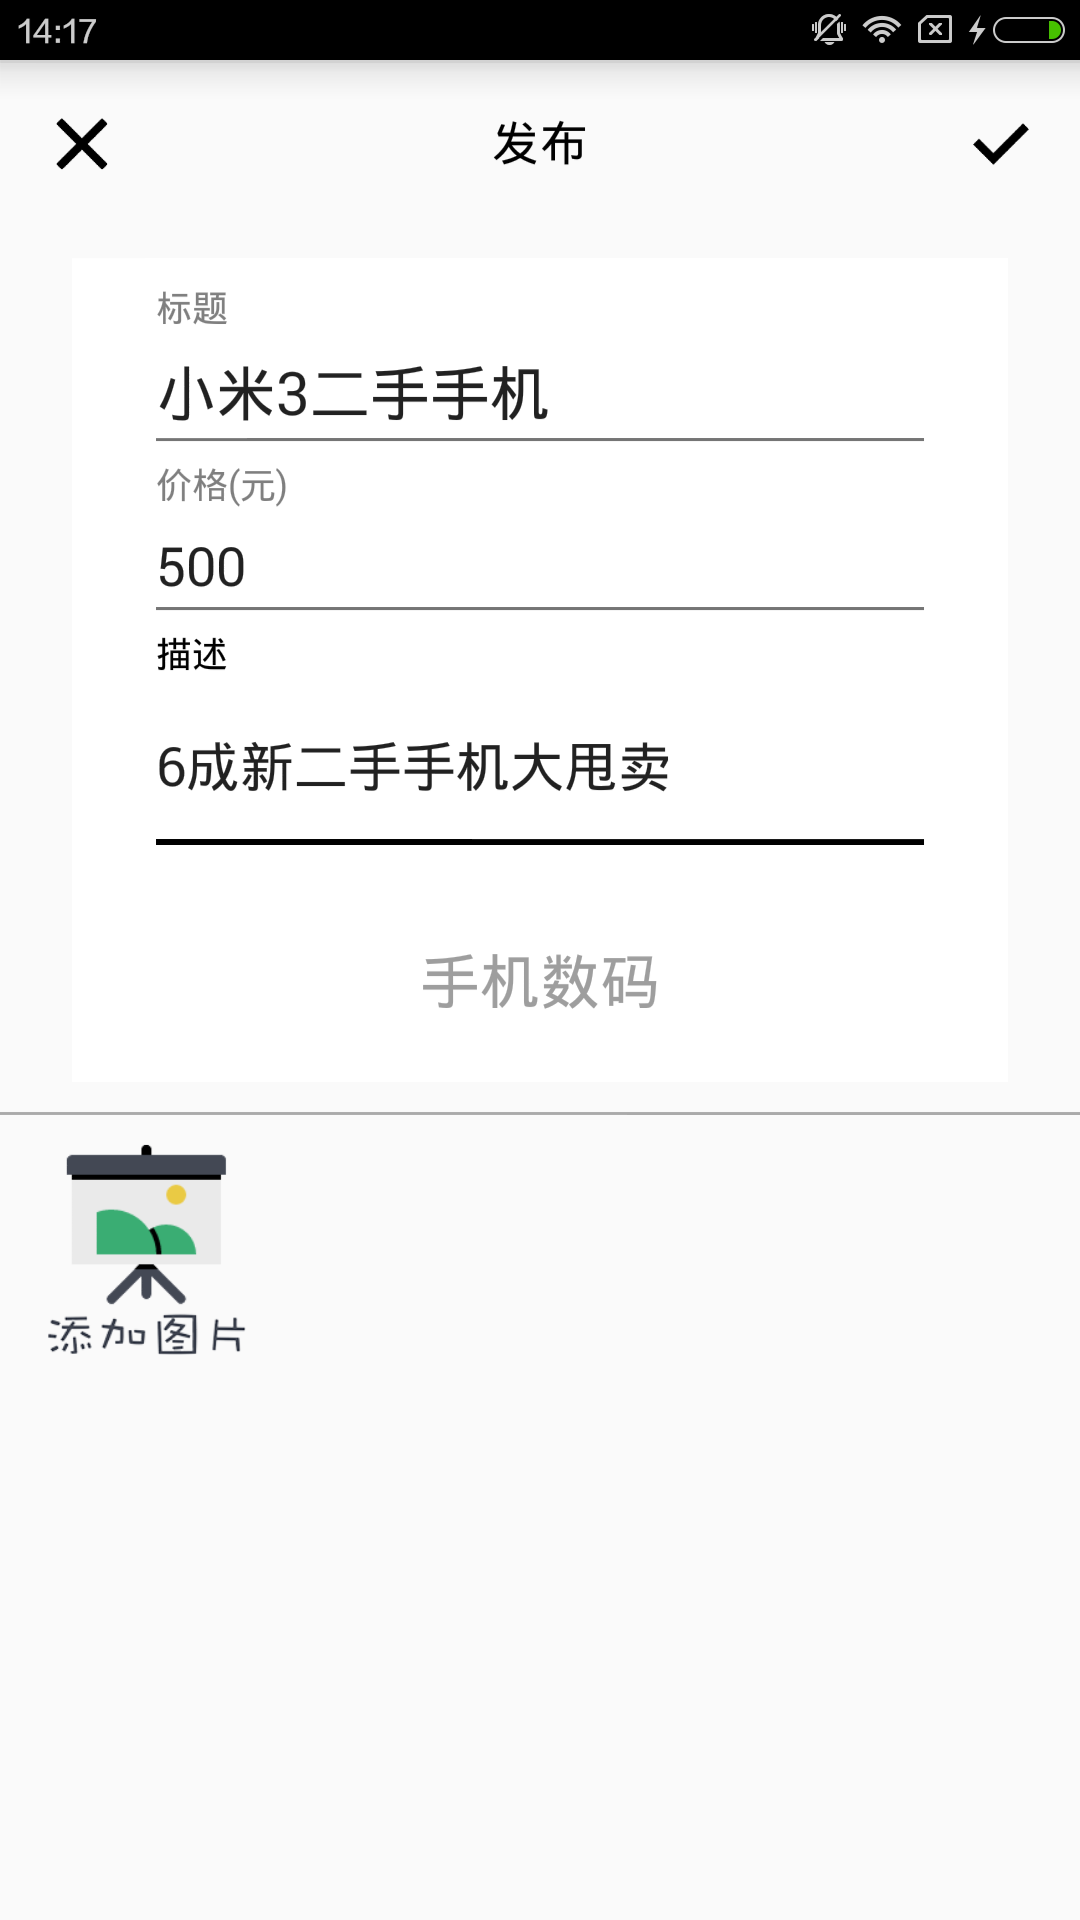 14:17
发布
标题
小米3二手手机
价格(元)
500
描述
6成新二手手机大甩卖
手机数码
添加图片